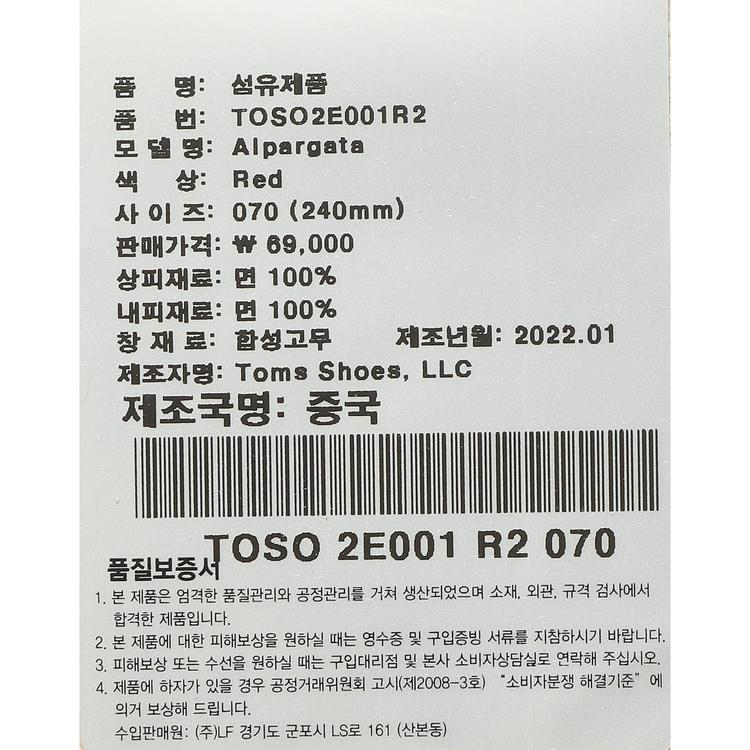 품 명: 섬유제품
품 번: TOSO2E001R2
모 델 명: Alpargata
색 상: Red
사 이 즈: 070 (240mm)
판매가격: ₩ 69,000
상피재료: 면 100%
내피재료: 면 100%
창 재 료: 합성고무 제조년월: 2022.01
제조자명: Toms Shoes, LLC
제조국명: 중국
TOSO 2E001 R2 070
품질보증서
1. 본 제품은 엄격한 품질관리와 공정관리를 거쳐 생산되었으며 소재, 외관, 규격 검사에서
합격한 제품입니다.
2. 본 제품에 대한 피해보상을 원하실 때는 영수증 및 구입증빙 서류를 지참하시기 바랍니다.
3. 피해보상 또는 수선을 원하실 때는 구입대리점 및 본사 소비자상담실로 연락해 주십시오.
4. 제품에 하자가 있을 경우 공정거래위원회 고시(제2008-3호) “소비자분쟁 해결기준” 에
의거 보상해 드립니다.
수입판매원: (주)LF 경기도 군포시 LS로 161 (산본동)